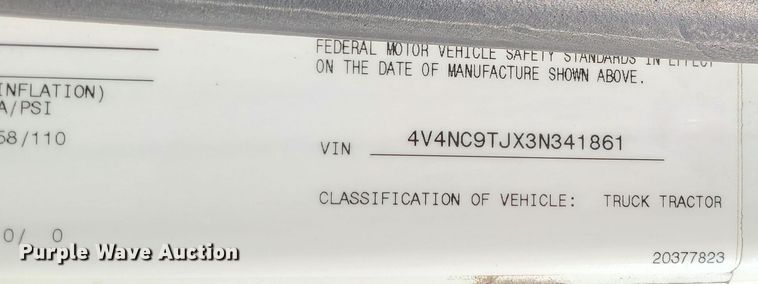 FEDERAL MOTOR VEHICLE SAFETY STANDARDS IN EFFECT
ON THE DATE OF MANUFACTURE SHOWN ABOVE.
INFLATION)
A/PSI
58/110
VIN 4V4NC9TJX3N341861
CLASSIFICATION OF VEHICLE: TRUCK TRACTOR
0/ 0
Purple Wave Auction
20377823